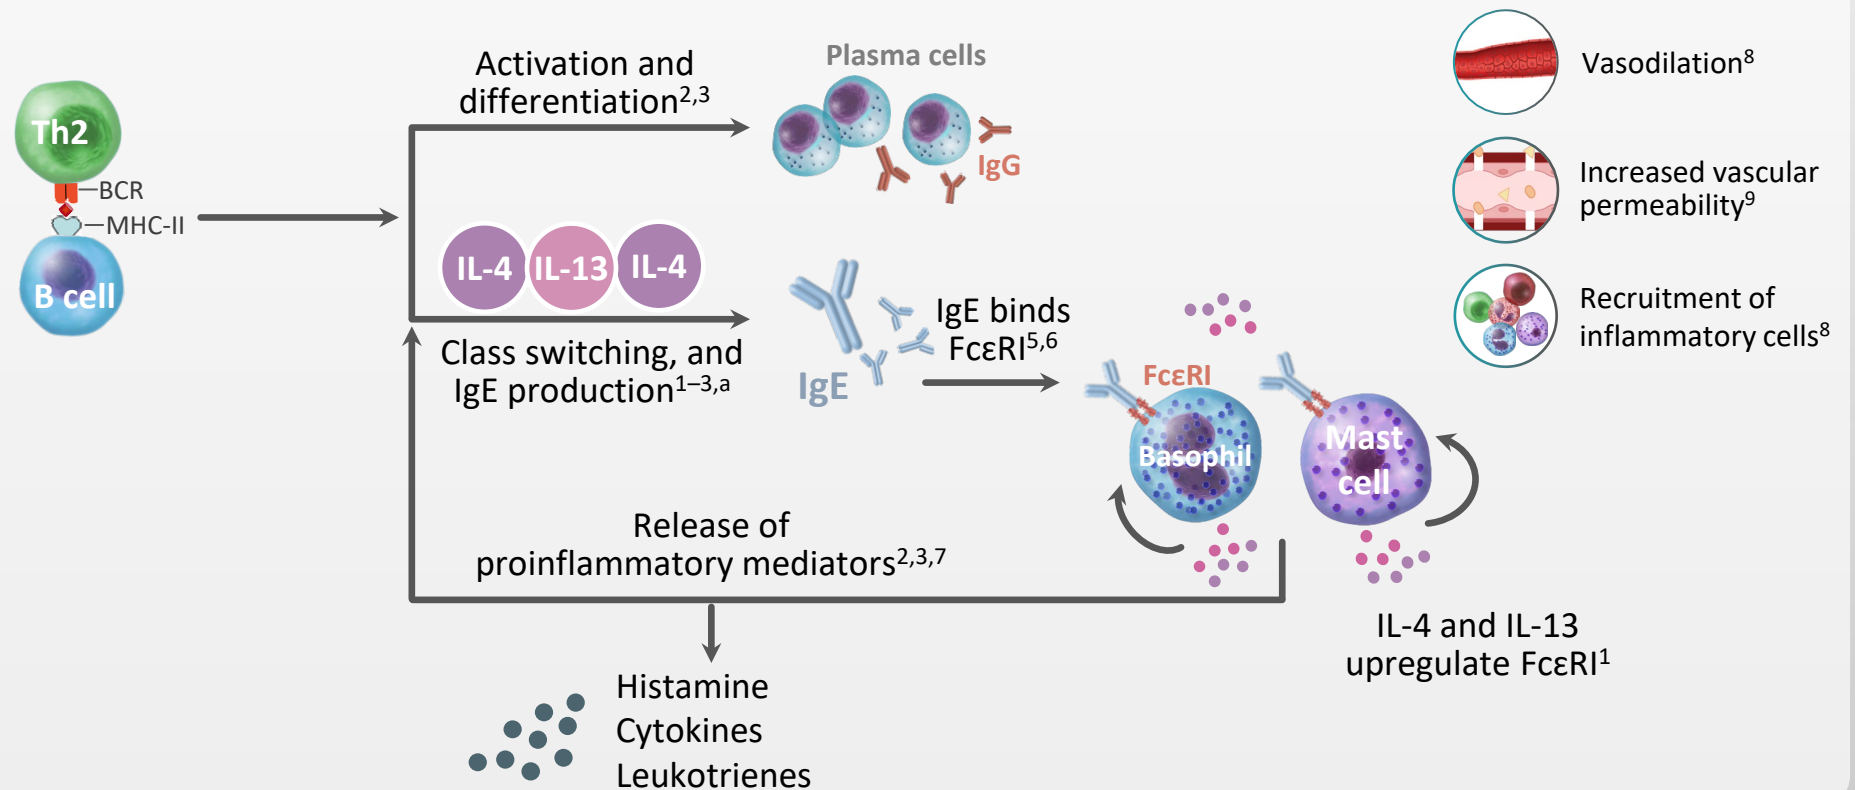 Th2
BCR
MHC-II
B cell
Activation and
differentiation2,3
Plasma cells
IgG
IL-4
IL-13
IL-4
Class switching, and
IgE production1–3,a
IgE
IgE binds
FcεRI5,6
FcεRI
Basophil
Mast
cell
IL-4 and IL-13
upregulate FcεRI1
Release of
proinflammatory mediators2,3,7
Histamine
Cytokines
Leukotrienes
Vasodilation8
Increased vascular
permeability9
Recruitment of
inflammatory cells8